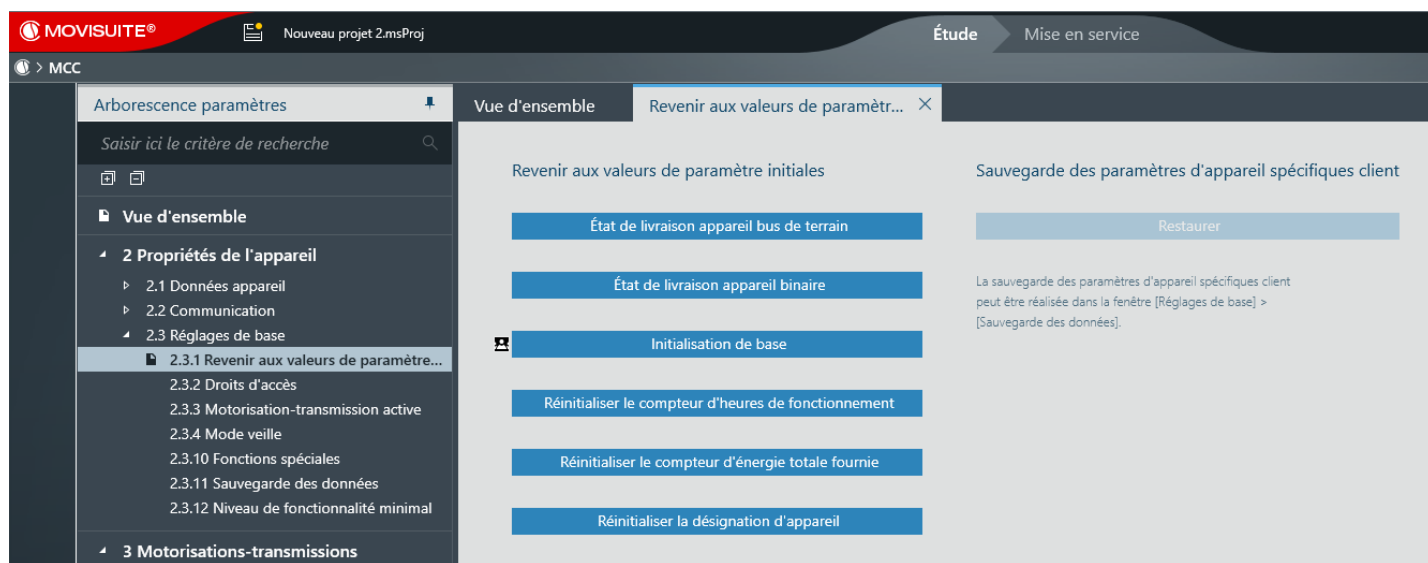 MOVISUITE®
Nouveau projet 2.msProj
Étude
Mise en service
> MCC
Arborescence paramètres
Saisir ici le critère de recherche
Vue d'ensemble
2 Propriétés de l'appareil
2.1 Données appareil
2.2 Communication
2.3 Réglages de base
2.3.1 Revenir aux valeurs de paramètre...
2.3.2 Droits d'accès
2.3.3 Motorisation-transmission active
2.3.4 Mode veille
2.3.10 Fonctions spéciales
2.3.11 Sauvegarde des données
2.3.12 Niveau de fonctionnalité minimal
3 Motorisations-transmissions
Vue d'ensemble
Revenir aux valeurs de paramètr...
Revenir aux valeurs de paramètre initiales
État de livraison appareil bus de terrain
État de livraison appareil binaire
Initialisation de base
Réinitialiser le compteur d'heures de fonctionnement
Réinitialiser le compteur d'énergie totale fournie
Réinitialiser la désignation d'appareil
Sauvegarde des paramètres d'appareil spécifiques client
Restaurer
La sauvegarde des paramètres d'appareil spécifiques client
peut être réalisée dans la fenêtre [Réglages de base] >
[Sauvegarde des données].